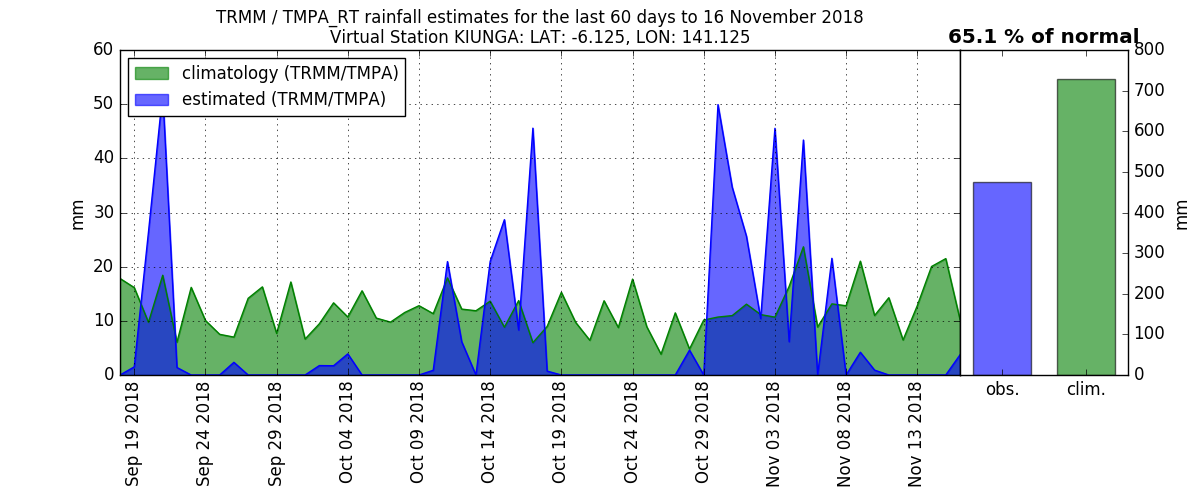 TRMM / TMPA_RT rainfall estimates for the last 60 days to 16 November 2018
Virtual Station KIUNGA: LAT: -6.125, LON: 141.125
65.1 % of normal
climatology (TRMM/TMPA)
estimated (TRMM/TMPA)
60
50
40
30
20
10
0
mm
800
700
600
500
400
300
200
100
0
mm
Sep 19 2018
Sep 24 2018
Sep 29 2018
Oct 04 2018
Oct 09 2018
Oct 14 2018
Oct 19 2018
Oct 24 2018
Oct 29 2018
Nov 03 2018
Nov 08 2018
Nov 13 2018
obs.
clim.